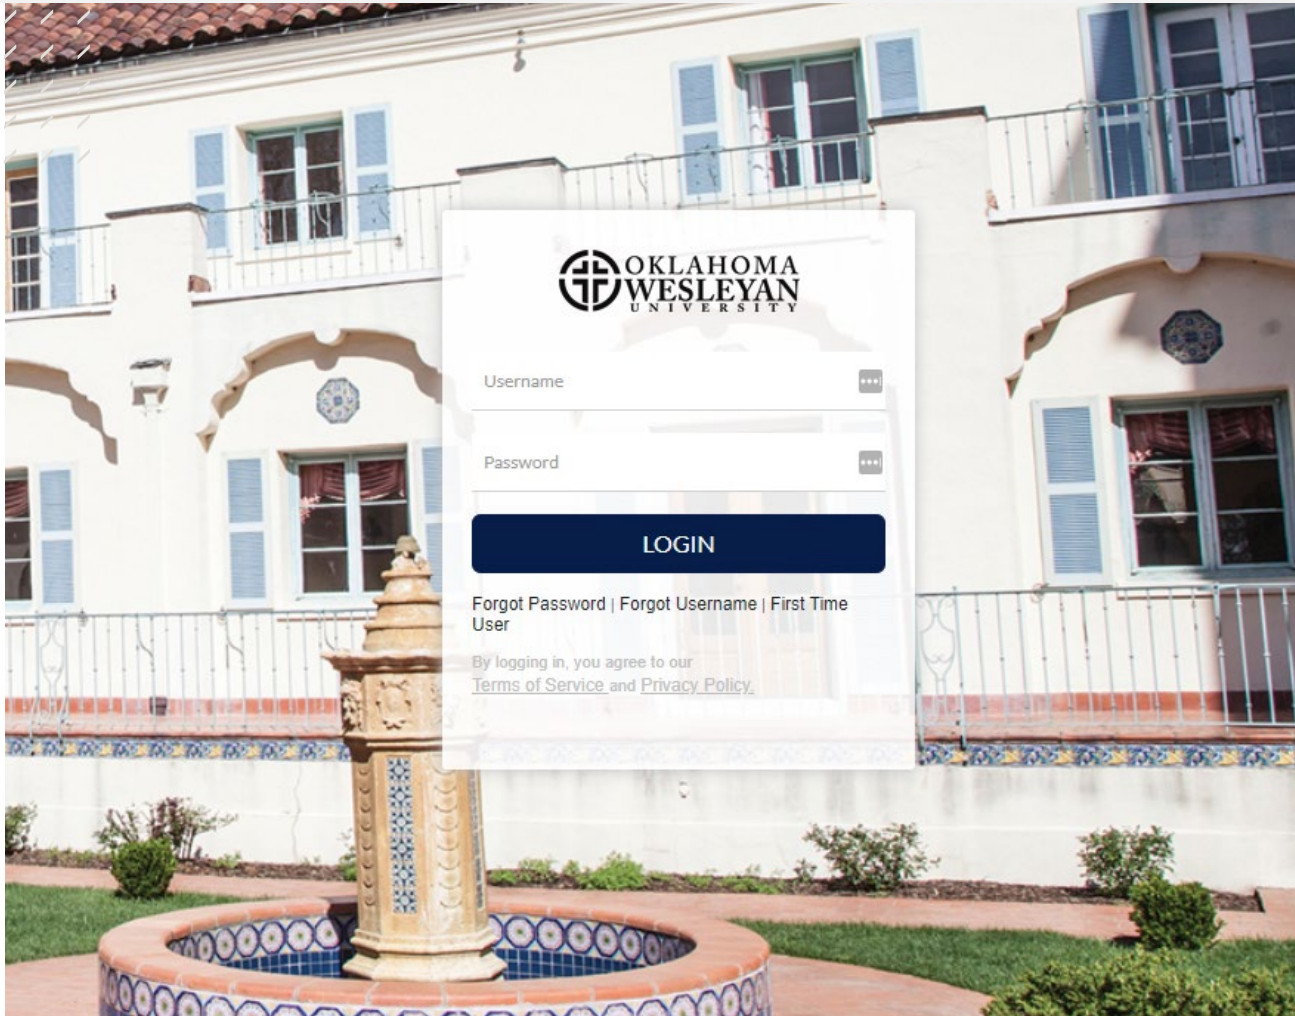 OKLAHOMA
WESLEYAN
UNIVERSITY
Username
Password
LOGIN
Forgot Password | Forgot Username | First Time
User
By logging in, you agree to our
Terms of Service and Privacy Policy.